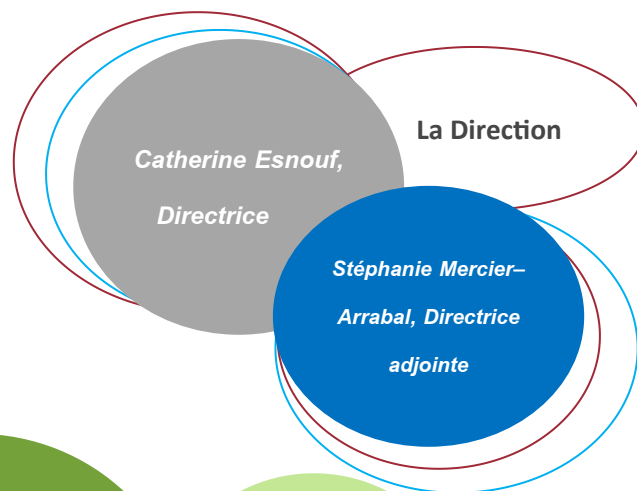 La Direction
Catherine Esnouf,
Directrice
Stéphanie Mercier–
Arrabal, Directrice
adjointe